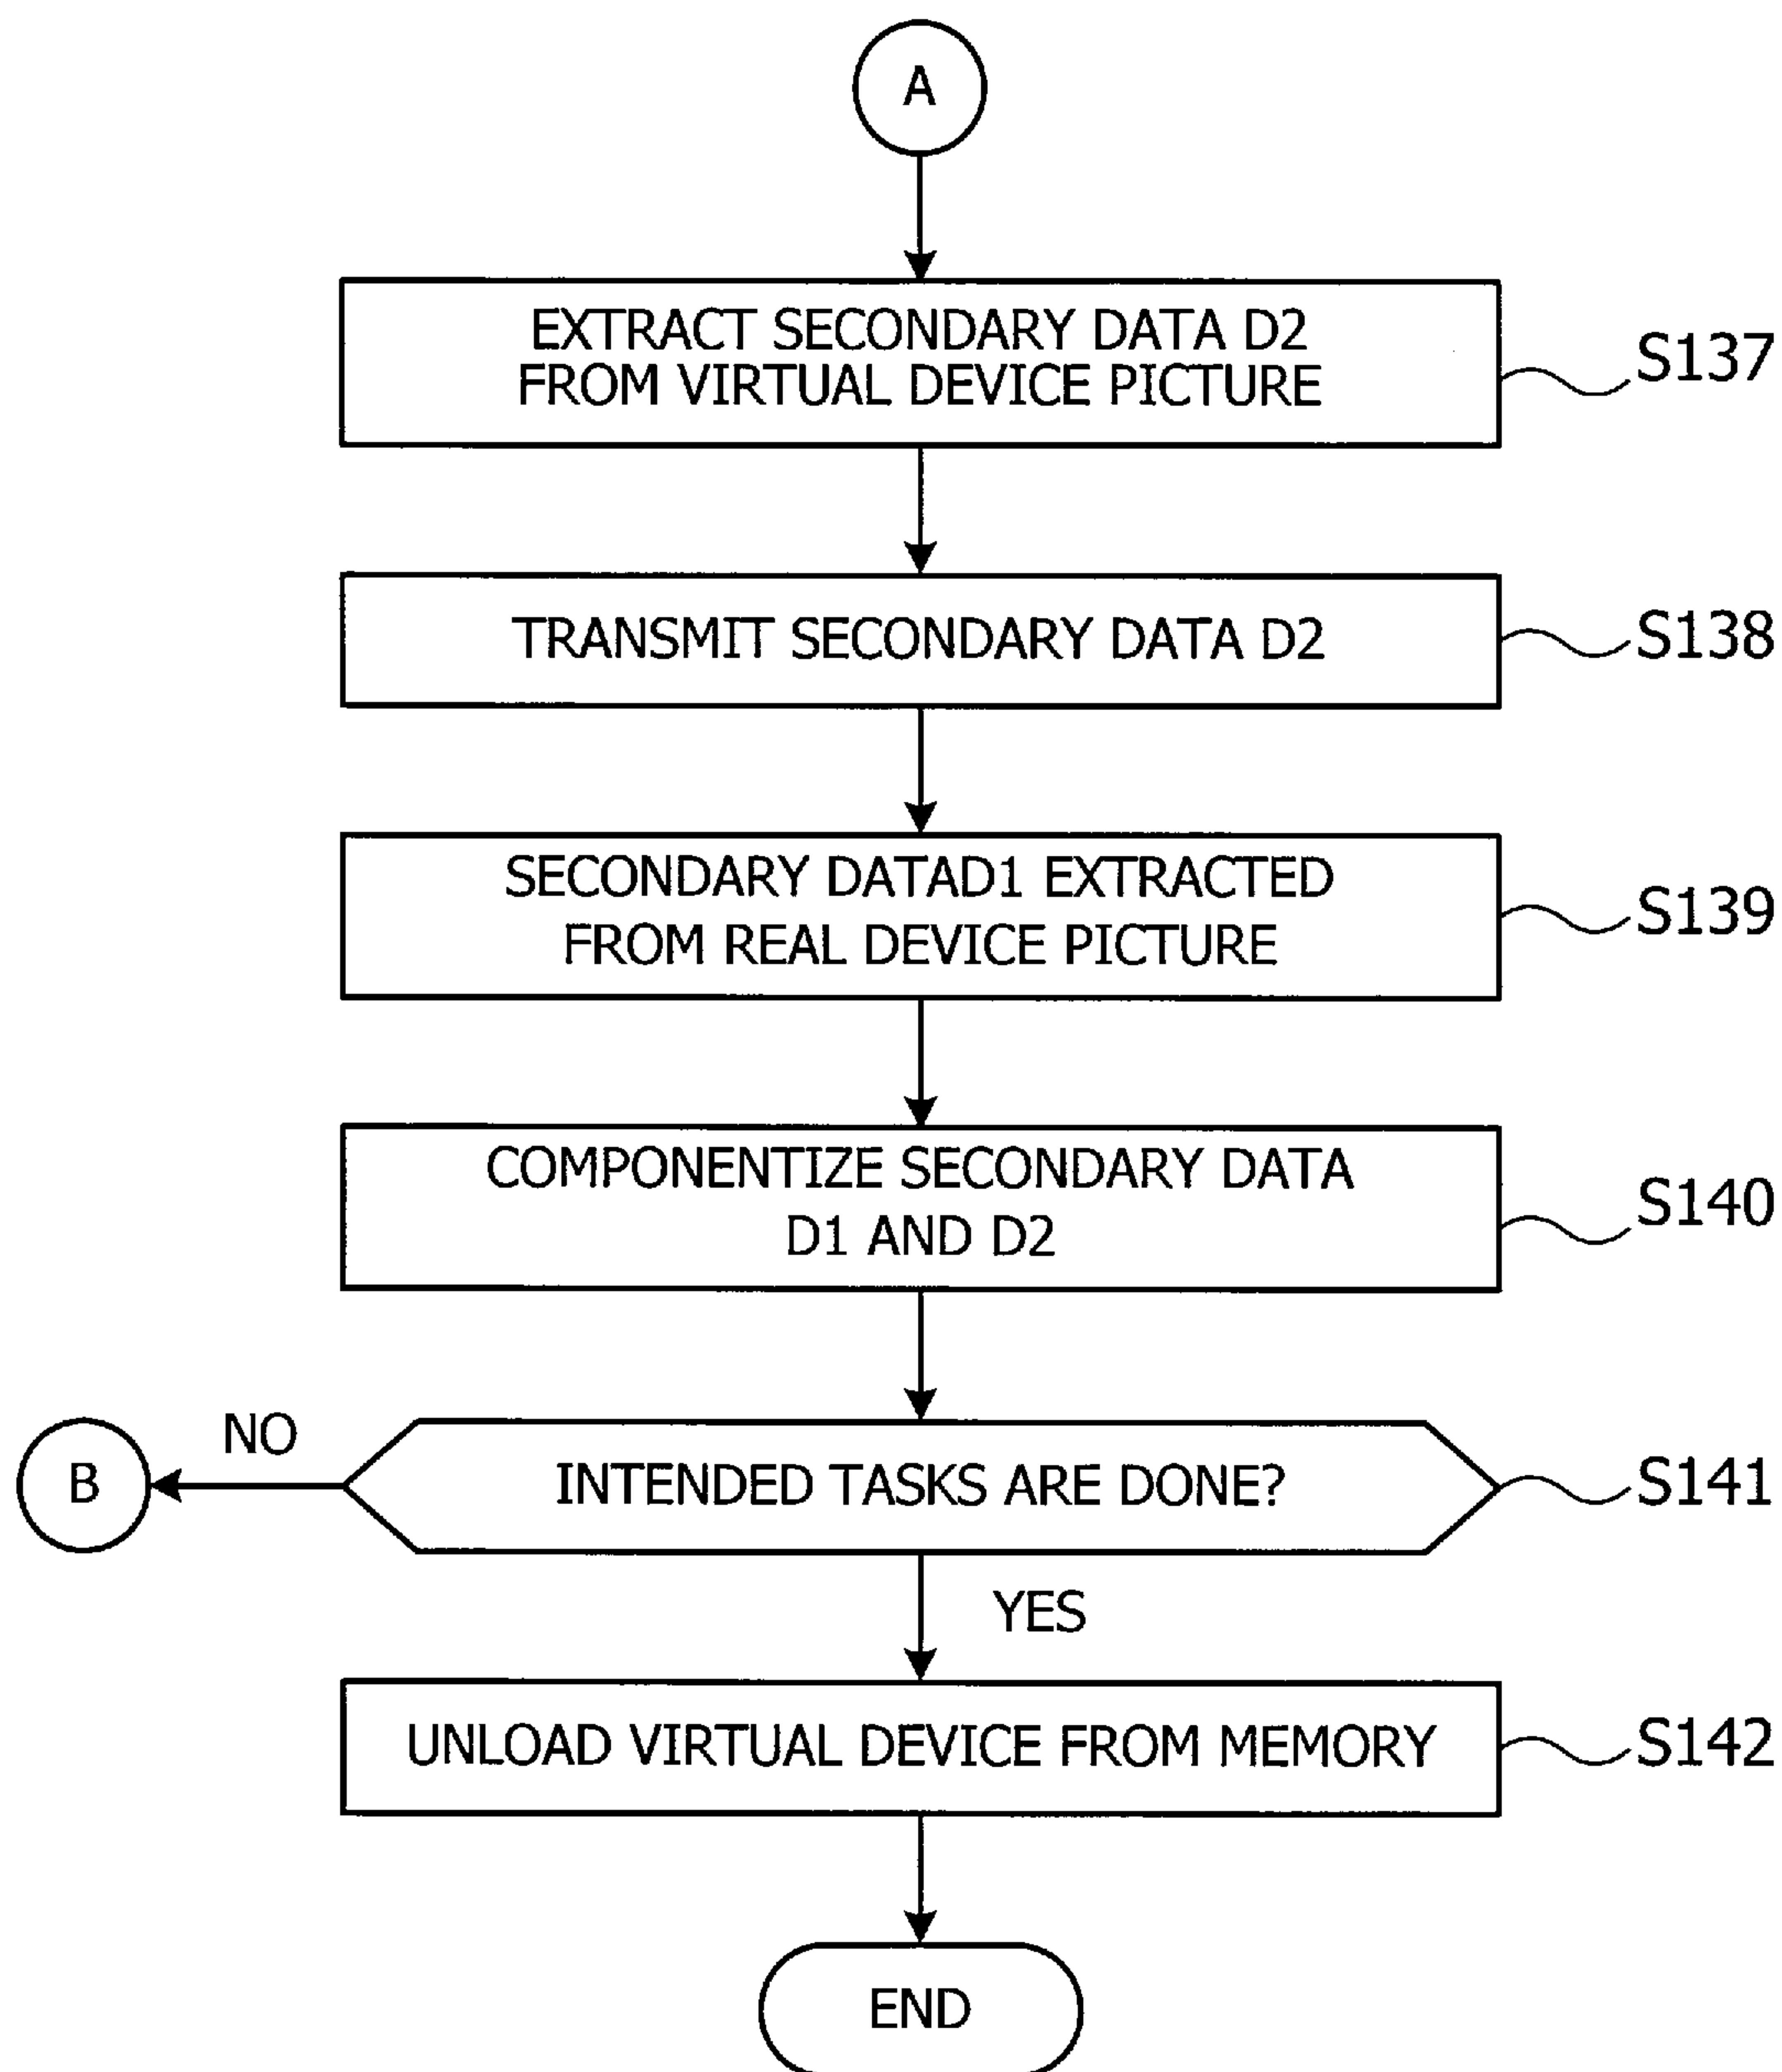 A
EXTRACT SECONDARY DATA D2
FROM VIRTUAL DEVICE PICTURE
S137
TRANSMIT SECONDARY DATA D2
S138
SECONDARY DATAD1 EXTRACTED
FROM REAL DEVICE PICTURE
S139
COMPONENTIZE SECONDARY DATA
D1 AND D2
S140
B
NO
INTENDED TASKS ARE DONE?
S141
YES
UNLOAD VIRTUAL DEVICE FROM MEMORY
S142
END